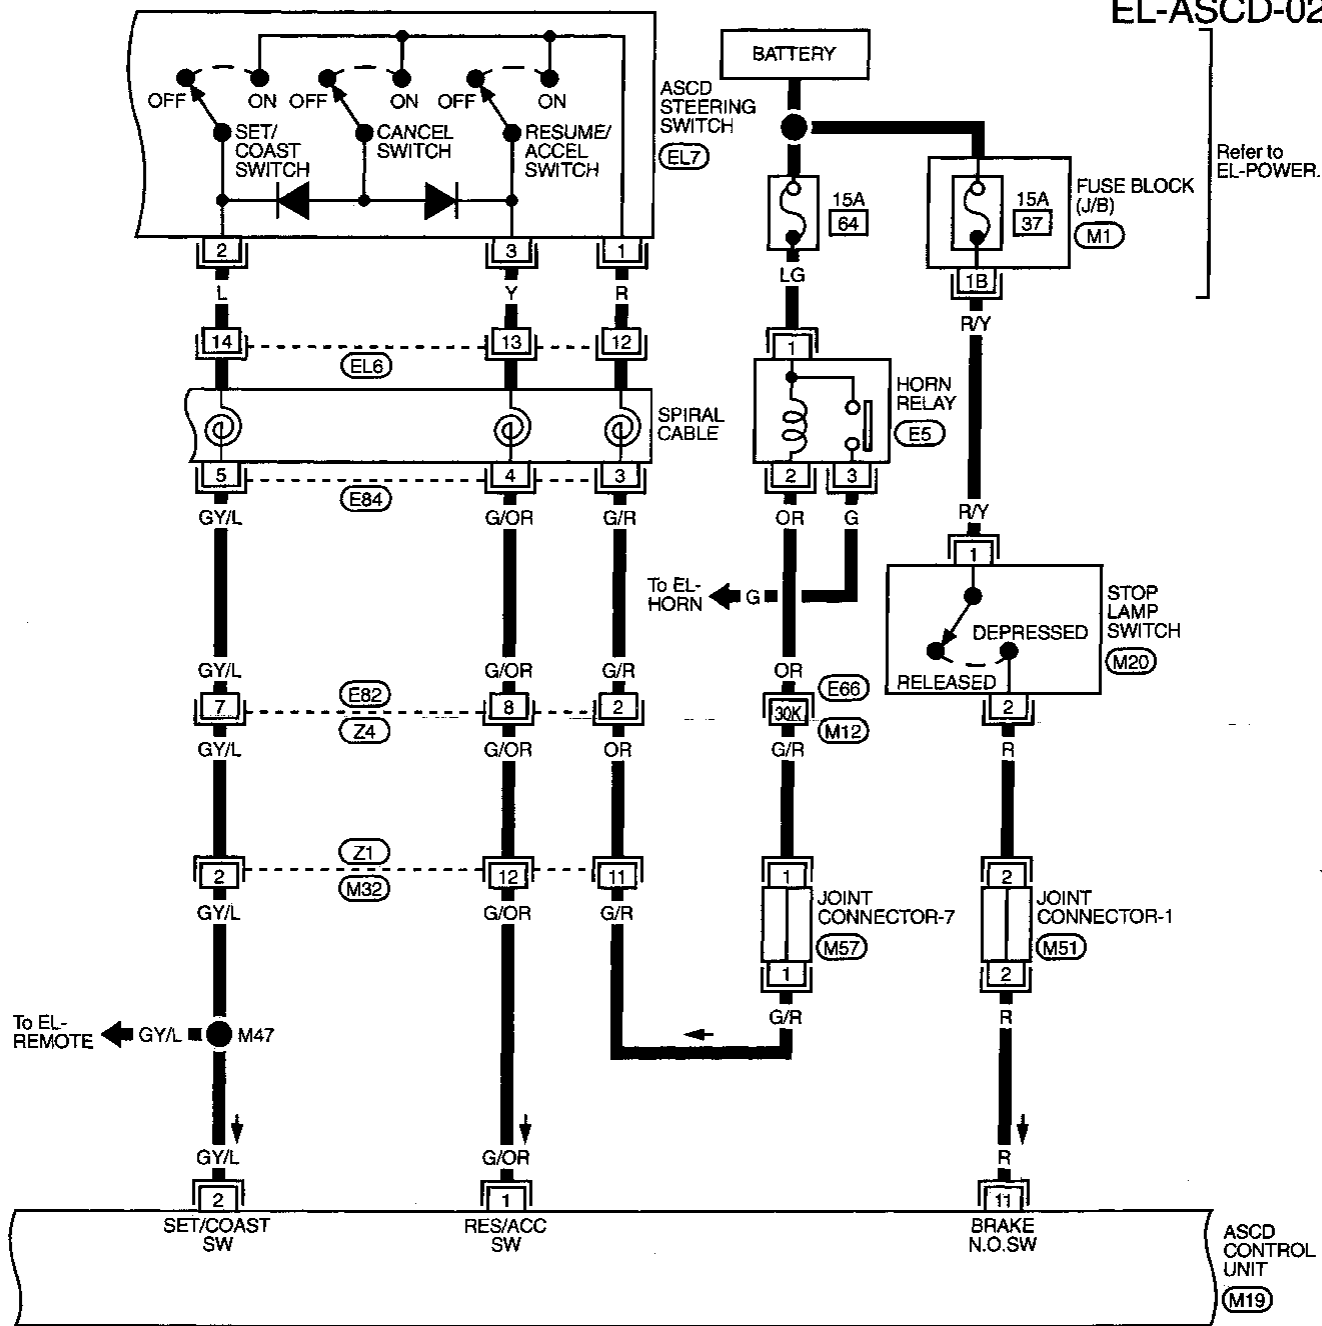 EL-ASCD-02
BATTERY
OFF ON OFF ON OFF ON
SET/
COAST
SWITCH
CANCEL
SWITCH
RESUME/
ACCEL
SWITCH
ASCD
STEERING
SWITCH
EL7
Refer to
EL-POWER.
15A
64
15A
37
FUSE BLOCK
(J/B)
M1
2 3 1
1B
L Y R
LG
R/Y
14 13 12
EL6
1
HORN
RELAY
E5
SPIRAL
CABLE
5 4 3
E84
2 3
GY/L G/OR G/R
OR G
R/Y
1
To EL-
HORN
G
STOP
LAMP
SWITCH
M20
DEPRESSED
RELEASED
GY/L G/OR G/R
OR
7 8 2
E82
Z4
30K
E66
M12
2
GY/L G/OR OR
G/R
R
2 12 11
Z1
M32
1
2
JOINT
CONNECTOR-7
M57
JOINT
CONNECTOR-1
M51
GY/L G/OR G/R
1
2
G/R
R
To EL-
REMOTE
GY/L
M47
GY/L G/OR R
2 1 11
SET/COAST
SW
RES/ACC
SW
BRAKE
N.O.SW
ASCD
CONTROL
UNIT
M19